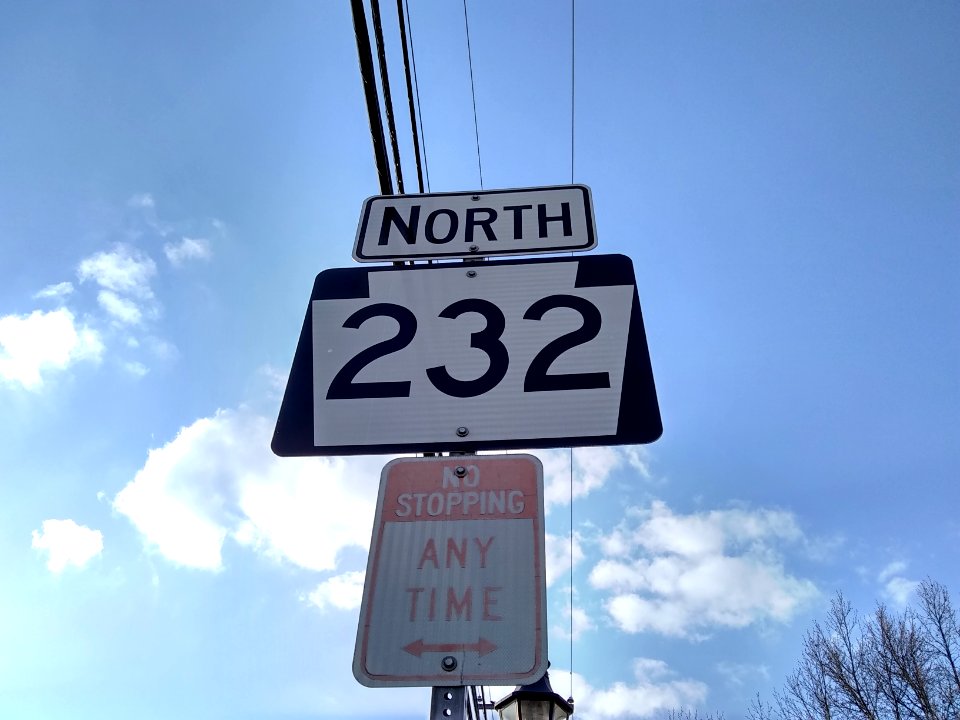 NORTH
232
NO
STOPPING
ANY
TIME